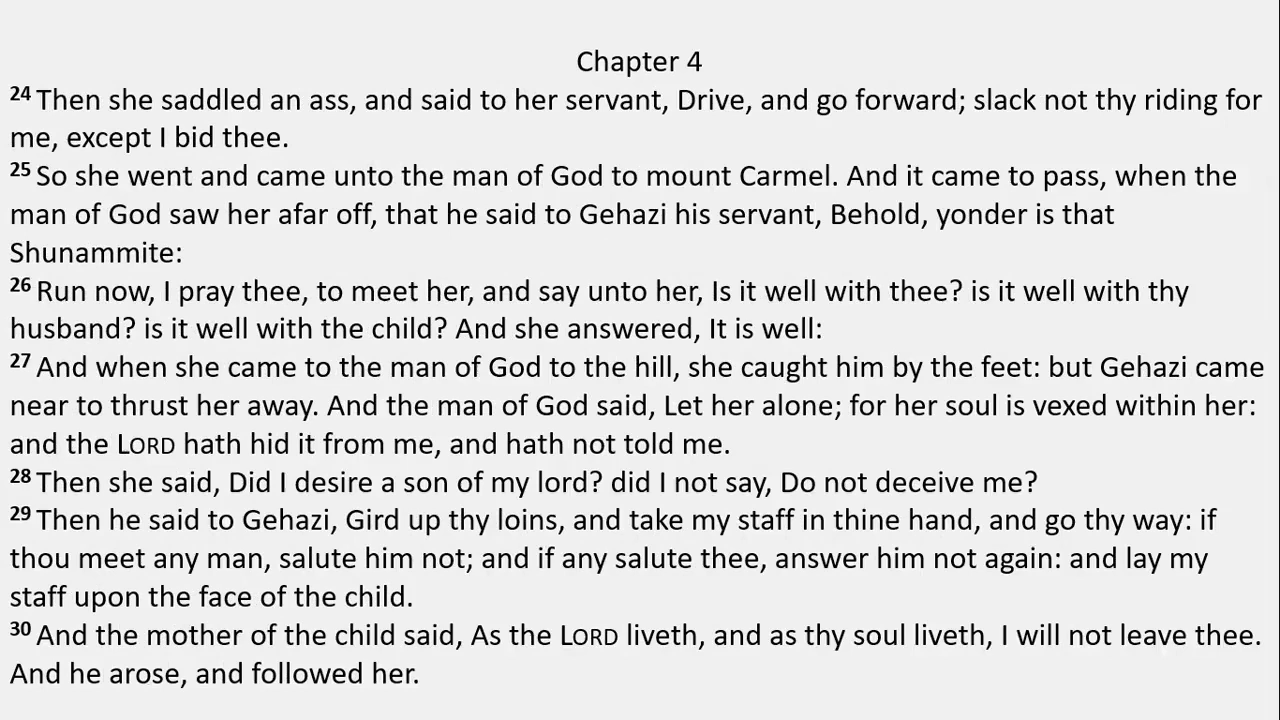 Chapter 4
24 Then she saddled an ass, and said to her servant, Drive, and go forward; slack not thy riding for
me, except I bid thee.
25 So she went and came unto the man of God to mount Carmel. And it came to pass, when the
man of God saw her afar off, that he said to Gehazi his servant, Behold, yonder is that
Shunammite:
26 Run now, I pray thee, to meet her, and say unto her, Is it well with thee? is it well with thy
husband? is it well with the child? And she answered, It is well:
27 And when she came to the man of God to the hill, she caught him by the feet: but Gehazi came
near to thrust her away. And the man of God said, Let her alone; for her soul is vexed within her:
and the LORD hath hid it from me, and hath not told me.
28 Then she said, Did I desire a son of my lord? did I not say, Do not deceive me?
29 Then he said to Gehazi, Gird up thy loins, and take my staff in thine hand, and go thy way: if
thou meet any man, salute him not; and if any salute thee, answer him not again: and lay my
staff upon the face of the child.
30 And the mother of the child said, As the LORD liveth, and as thy soul liveth, I will not leave thee.
And he arose, and followed her.